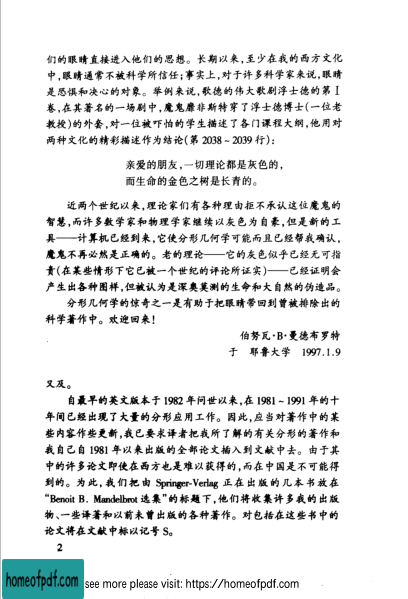 们的眼睛直接进入他们的思想。长期以来,至少在我的西方文化
中,眼睛通常不被科学所信任;事实上,对于许多科学家来说,眼睛
是恐惧和决心的对象。举例来说,歌德的伟大歌剧浮士德的第Ⅰ
卷,在其著名的一场剧中,魔鬼靡非斯特穿了浮士德博士(一位老
教授)的外套,对一位被吓怕的学生描述了各门课程大纲,他用对
两种文化的精彩描述作为结论(第2038~2039行):
亲爱的朋友,一切理论都是灰色的,
而生命的金色之树是长青的。
近两个世纪以来,理论家们有各种理由拒不承认这位魔鬼的
智慧,而许多数学家和物理学家继续以灰色为自豪,但是新的工
具——计算机已经到来,它使分形几何学可能而且已经帮我确认,
魔鬼不再必然是正确的。老的理论——它的灰色似乎已经无可指
责(在某些情形下它已被一个世纪的评论所证实)——已经证明会
产生出各种图样,但被认为是深奥莫测的生命和大自然的伪造品。
分形几何学的惊奇之一是有助于把眼睛带回到曾被排除出的
科学著作中。欢迎回来!
伯努瓦·B·曼德布罗特
于 耶鲁大学 1997.1.9
又及。
自最早的英文版本于1982年问世以来,在1981~1991年的十
年间已经出现了大量的分形应用工作。因此,应当对著作中的某
些内容作些更新,我已要求译者把我所了解的有关分形的著作和
我自己自1981年以来出版的全部论文插入到文献中去。由于其
中的许多论文即使在西方也是难以获得的,而在中国是不可能得
到的。为此,我们把由 Springer-Verlag 正在出版的几本书放在
“Benoit B. Mandelbrot 选集”的标题下,他们将收集许多我的出版
物、一些译著和以前未曾出版的各种著作。对包括在这些书中的
论文将在文献中标以记号 S。
2
homeofpdf.com
see more please visit: https://homeofpdf.com